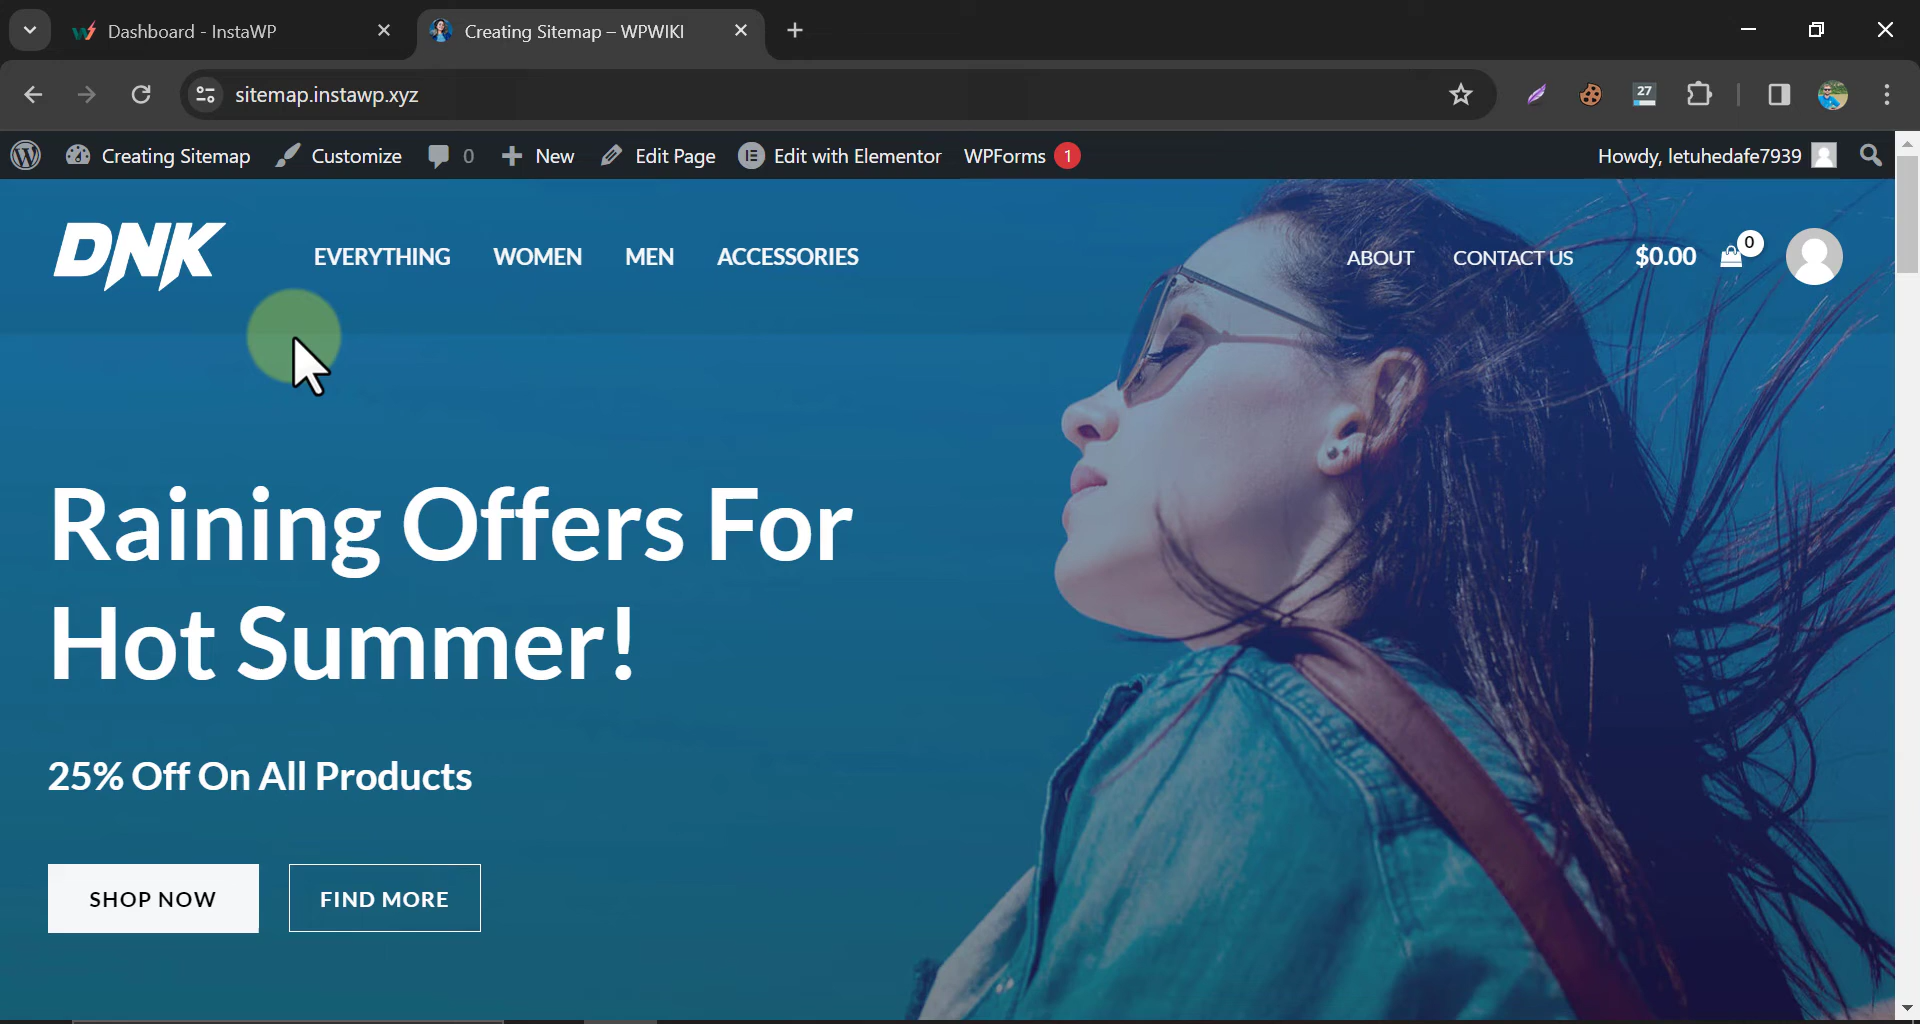 Dashboard - InstaWP
Creating Sitemap – WPWIKI
sitemap.instawp.xyz
27
Creating Sitemap
Customize
0
New
Edit Page
Edit with Elementor
WPForms 1
Howdy, letuhedafe7939
DNK
EVERYTHING
WOMEN
MEN
ACCESSORIES
ABOUT
CONTACT US
$0.00
0
Raining Offers For
Hot Summer!
25% Off On All Products
SHOP NOW
FIND MORE